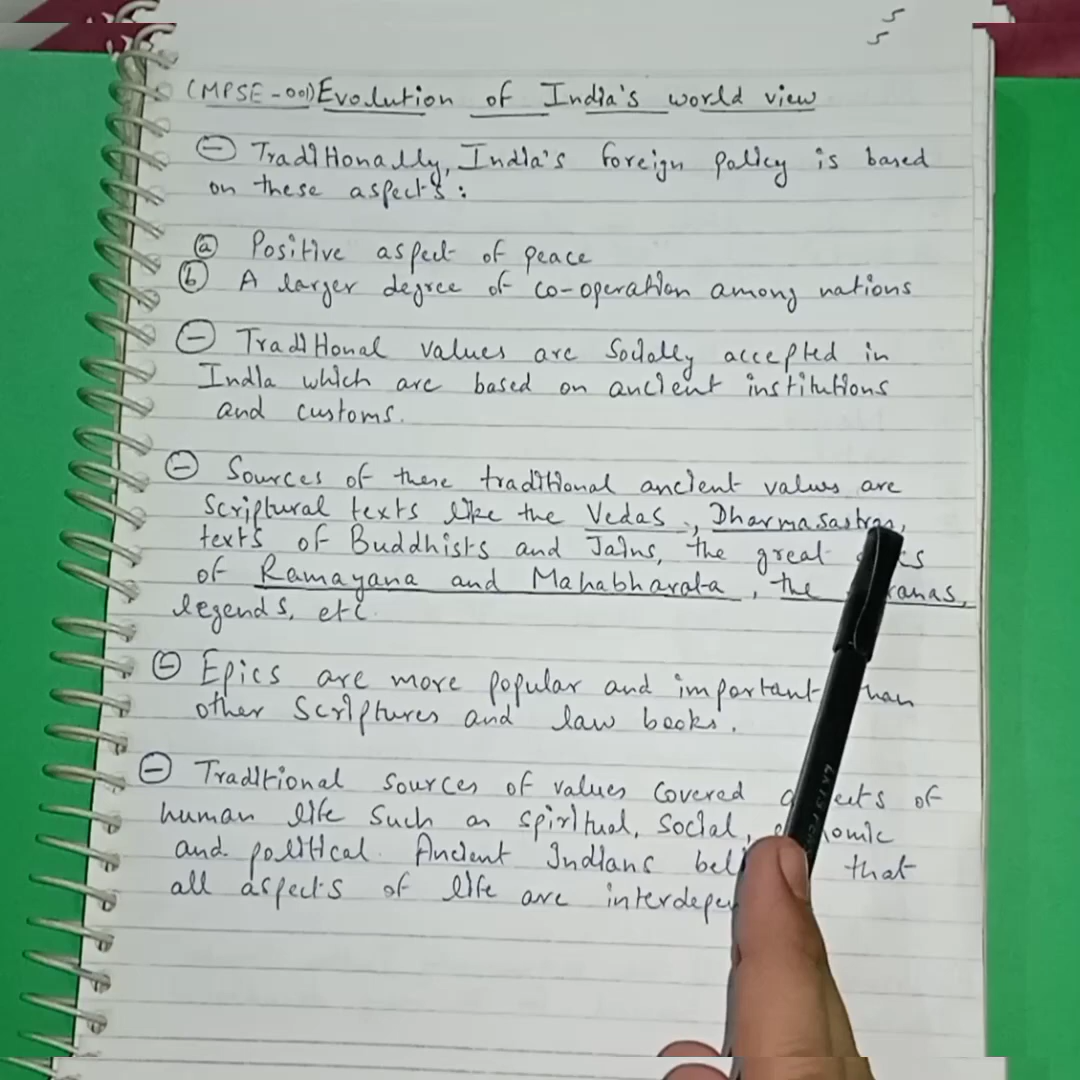 (MPSE-001) Evolution of India's world view
Traditionally, India's foreign policy is based
on these aspects:
(a) Positive aspect of peace
(b) A larger degree of co-operation among nations
Traditional values are Socially accepted in
India which are based on ancient institutions
and customs.
Sources of these traditional ancient values are
Scriptural texts like the Vedas, Dharmasastras,
texts of Buddhists and Jains, the great
of Ramayana and Mahabharata, the
legends, etc
Epics are more popular and important
other Scriptures and law books.
Traditional sources of values Covered of
human life Such as spiritual, Social,
and political. Ancient Indians that
all aspects of life are